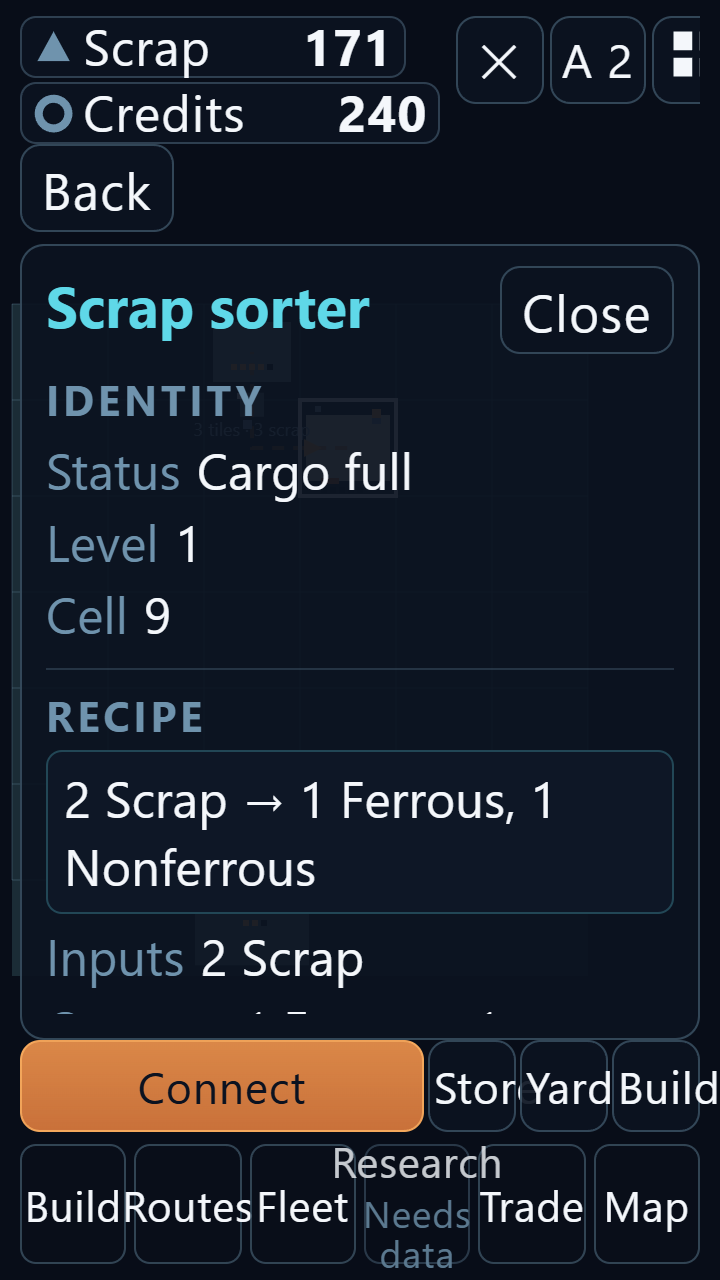 Scrap 171
Credits 240
A 2
Back
Scrap sorter
Close
IDENTITY
Status Cargo full
Level 1
Cell 9
RECIPE
2 Scrap → 1 Ferrous, 1
Nonferrous
Inputs 2 Scrap
Connect
Store
Yard
Build
Build
Routes
Fleet
Research
Needs
data
Trade
Map